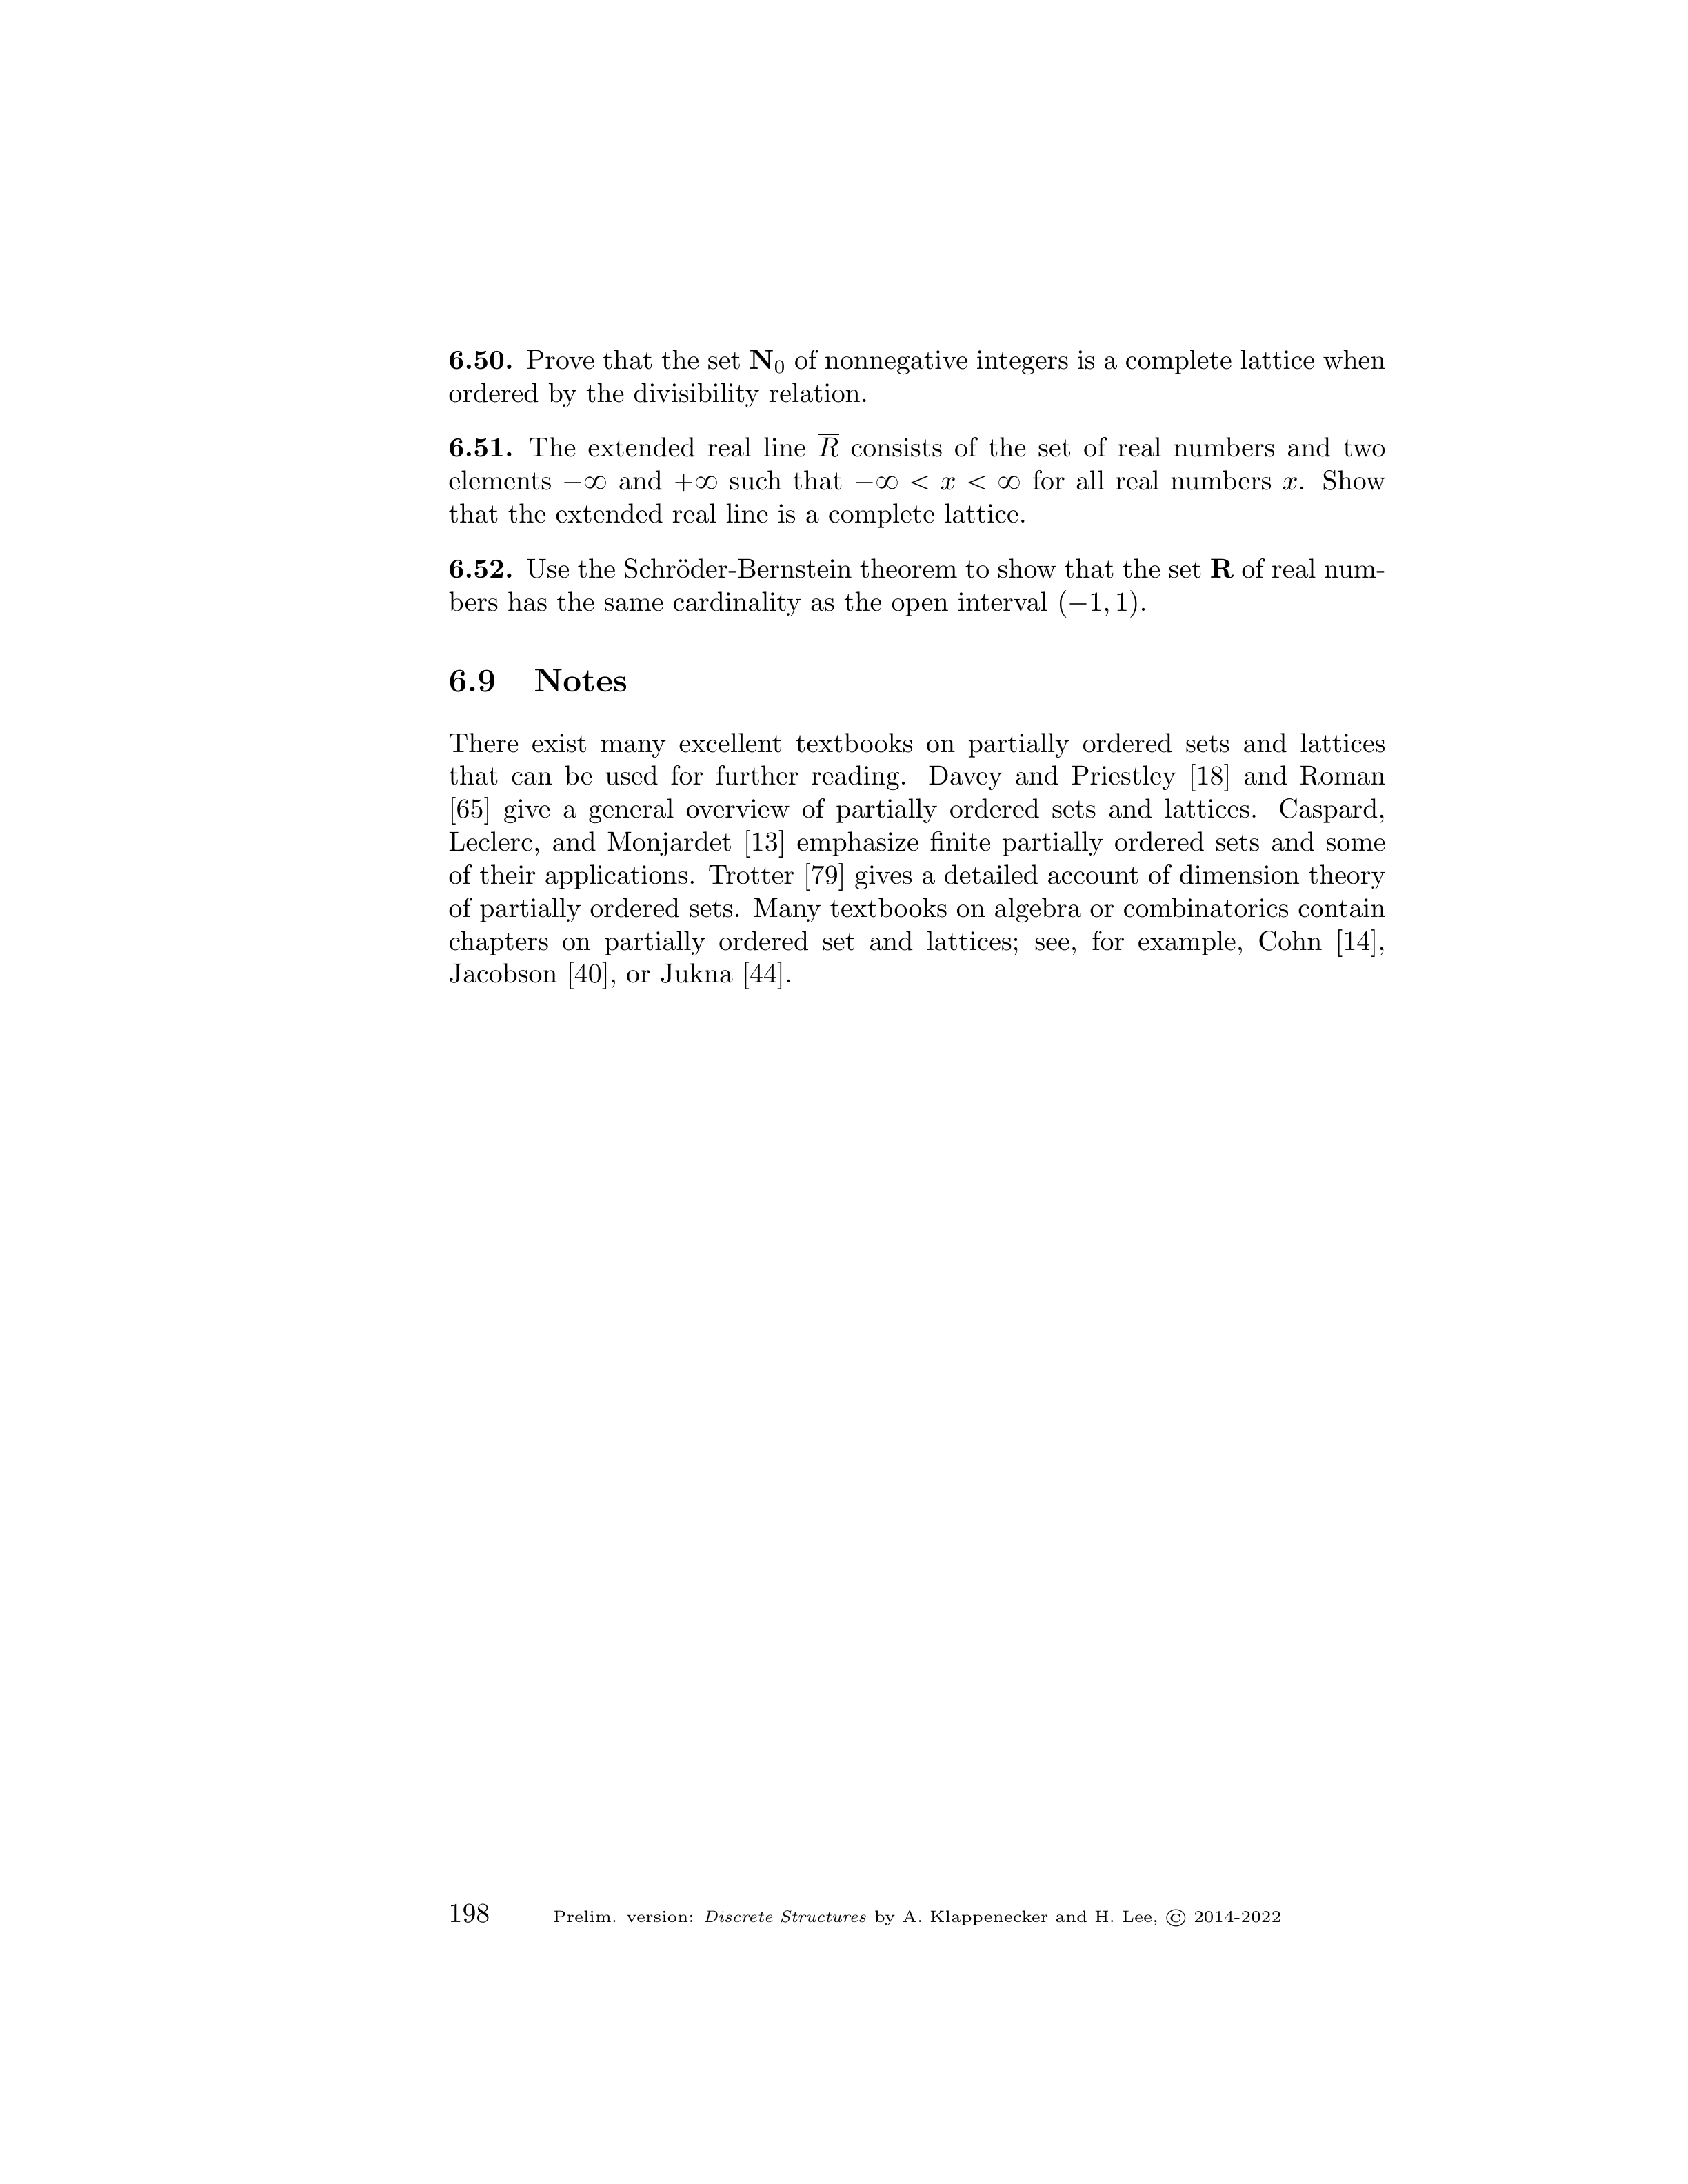 6.50. Prove that the set N₀ of nonnegative integers is a complete lattice when
ordered by the divisibility relation.
6.51. The extended real line R̅ consists of the set of real numbers and two
elements −∞ and +∞ such that −∞ < x < ∞ for all real numbers x. Show
that the extended real line is a complete lattice.
6.52. Use the Schröder-Bernstein theorem to show that the set R of real num-
bers has the same cardinality as the open interval (−1, 1).
6.9 Notes
There exist many excellent textbooks on partially ordered sets and lattices
that can be used for further reading. Davey and Priestley [18] and Roman
[65] give a general overview of partially ordered sets and lattices. Caspard,
Leclerc, and Monjardet [13] emphasize finite partially ordered sets and some
of their applications. Trotter [79] gives a detailed account of dimension theory
of partially ordered sets. Many textbooks on algebra or combinatorics contain
chapters on partially ordered set and lattices; see, for example, Cohn [14],
Jacobson [40], or Jukna [44].
198 Prelim. version: Discrete Structures by A. Klappenecker and H. Lee, © 2014-2022